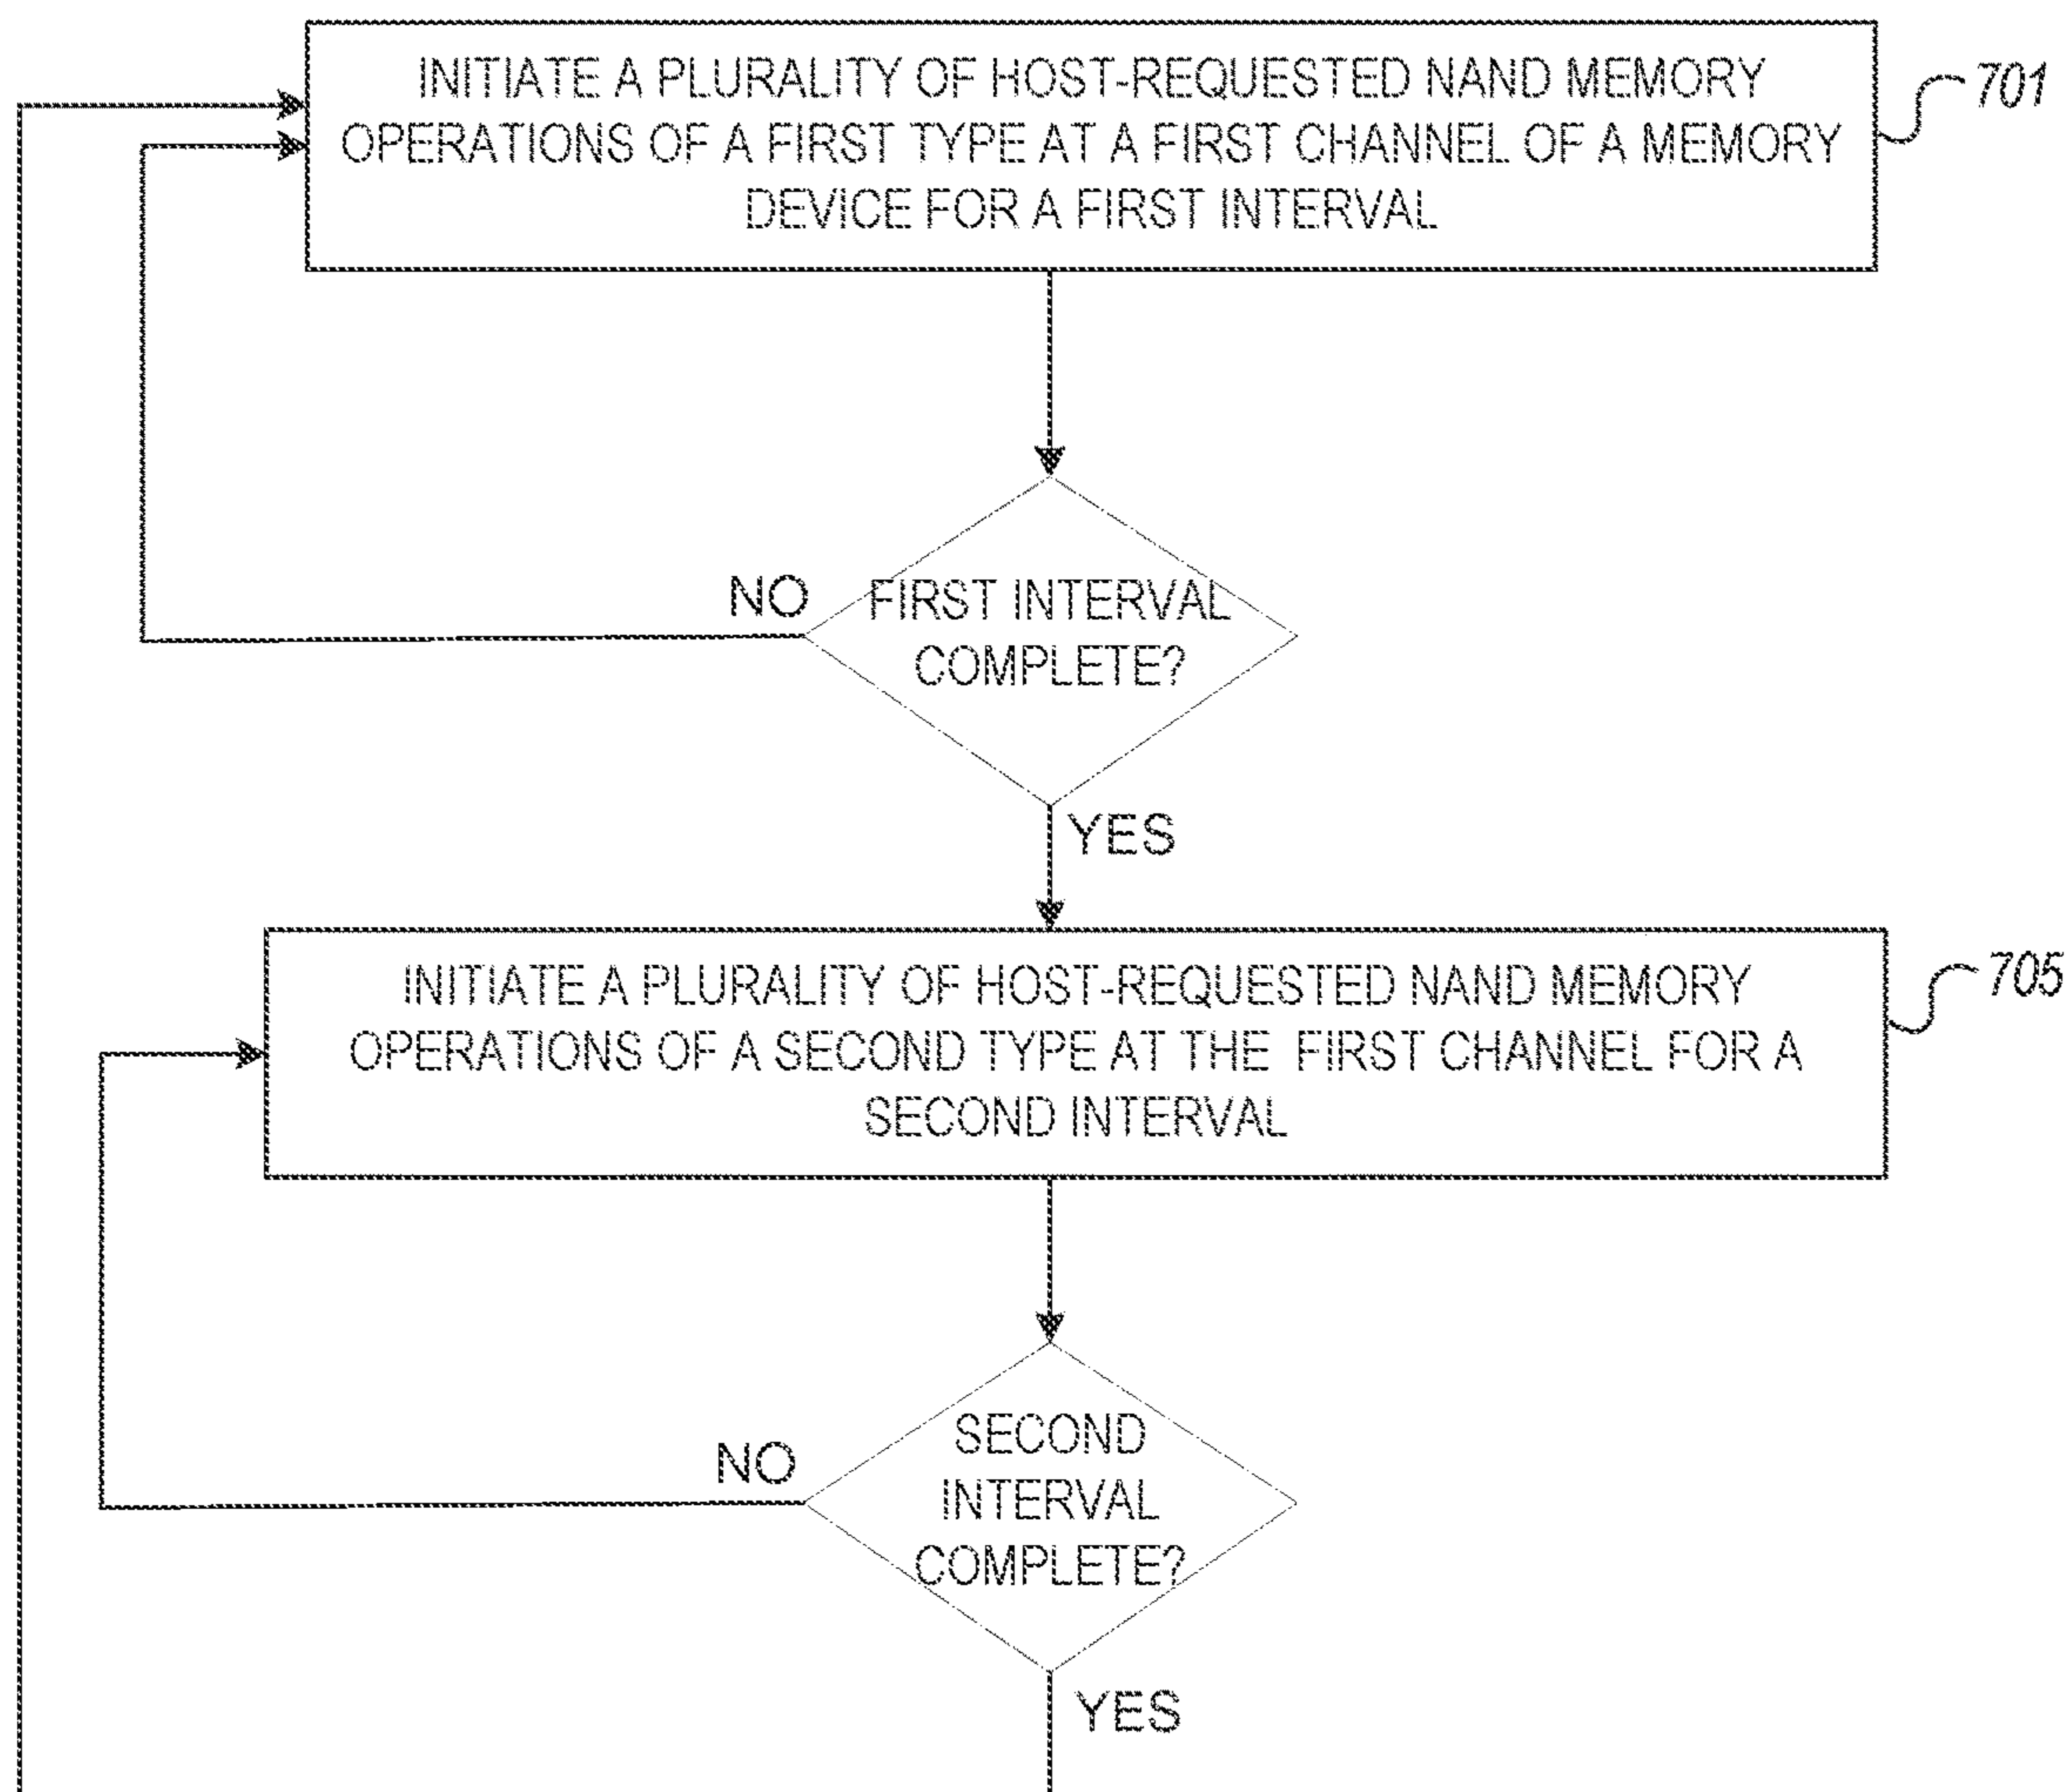 INITIATE A PLURALITY OF HOST-REQUESTED NAND MEMORY
OPERATIONS OF A FIRST TYPE AT A FIRST CHANNEL OF A MEMORY
DEVICE FOR A FIRST INTERVAL
701
NO
FIRST INTERVAL
COMPLETE?
YES
INITIATE A PLURALITY OF HOST-REQUESTED NAND MEMORY
OPERATIONS OF A SECOND TYPE AT THE FIRST CHANNEL FOR A
SECOND INTERVAL
705
NO
SECOND
INTERVAL
COMPLETE?
YES